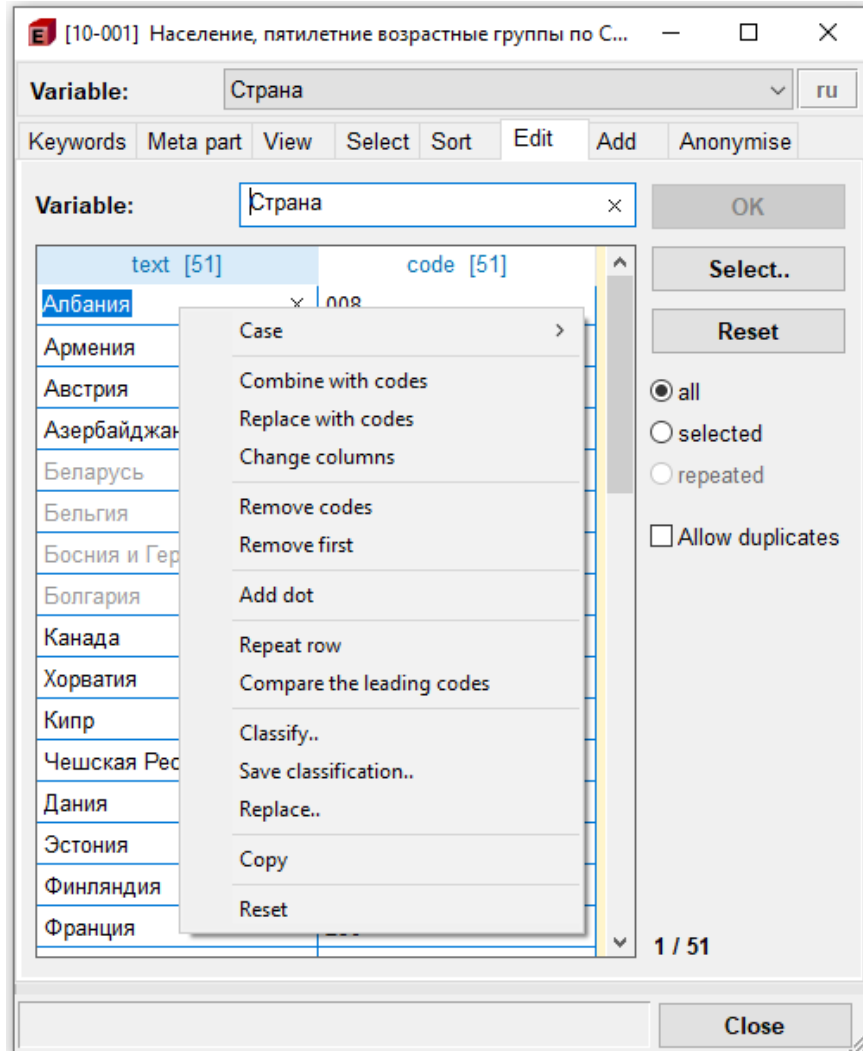 [10-001] Население, пятилетние возрастные группы по С...
Variable: Страна ru
Keywords Meta part View Select Sort Edit Add Anonymise
Variable: Страна OK
text [51] code [51] Select..
Албания 008
Reset
Армения
Австрия
Азербайджан
Беларусь
Бельгия
Босния и Гер
Болгария
Канада
Хорватия
Кипр
Чешская Рес
Дания
Эстония
Финляндия
Франция
Case
Combine with codes
Replace with codes
Change columns
Remove codes
Remove first
Add dot
Repeat row
Compare the leading codes
Classify..
Save classification..
Replace..
Copy
Reset
all
selected
repeated
Allow duplicates
1 / 51
Close